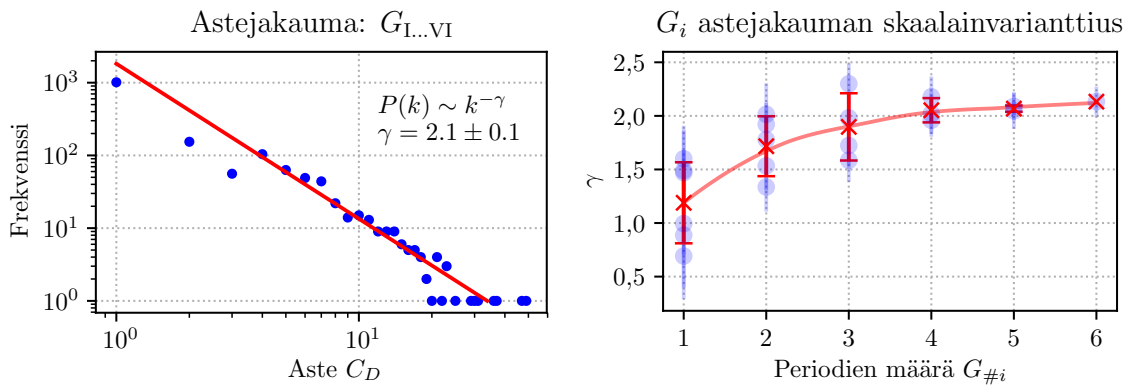 Astejakauma: G_{I...VI}
Frekvenssi
10^3
10^2
10^1
10^0
P(k) ∼ k^{−γ}
γ = 2.1 ± 0.1
10^0 10^1
Aste C_D
G_i astejakauman skaalainvarianttius
γ
2,5
2,0
1,5
1,0
0,5
1 2 3 4 5 6
Periodien määrä G_{#i}